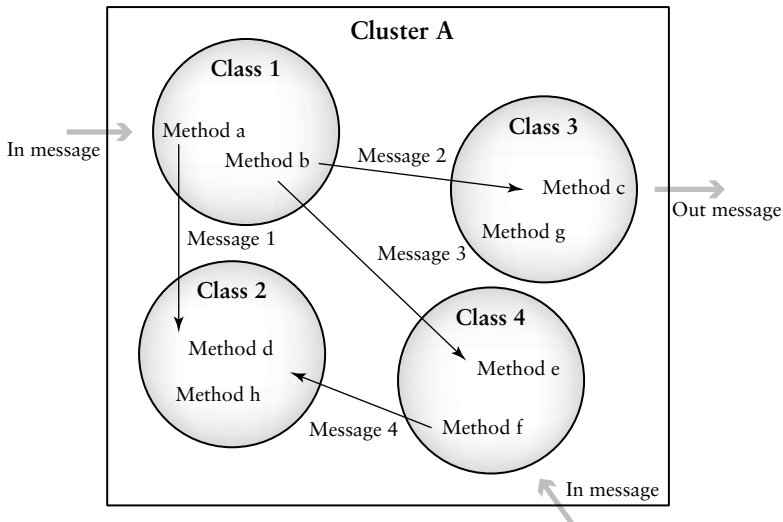 Cluster A
Class 1
Method a
Method b
In message
Message 2
Class 3
Method c
Method g
Out message
Message 1
Message 3
Class 2
Method d
Method h
Class 4
Method e
Method f
Message 4
In message